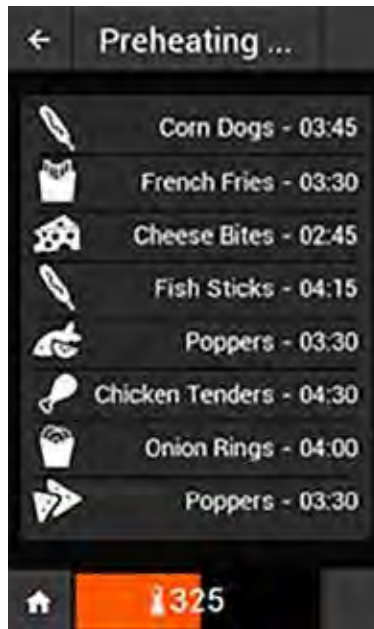 Preheating ...
Corn Dogs - 03:45
French Fries - 03:30
Cheese Bites - 02:45
Fish Sticks - 04:15
Poppers - 03:30
Chicken Tenders - 04:30
Onion Rings - 04:00
Poppers - 03:30
325